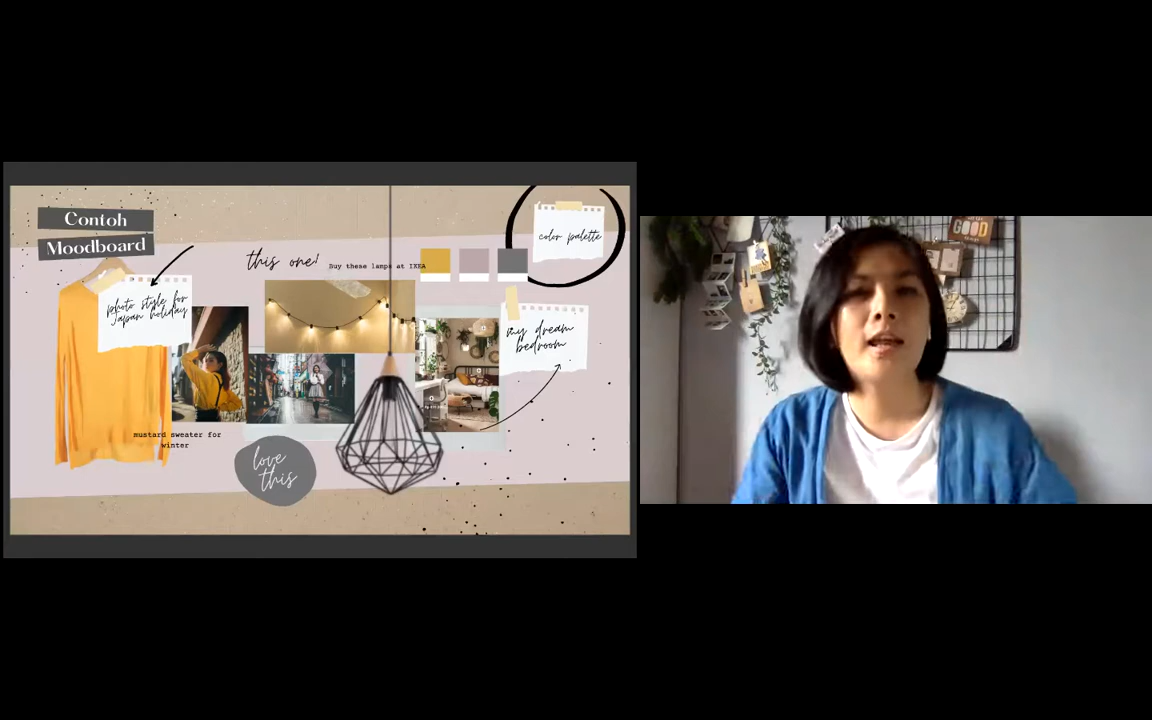 Contoh
Moodboard
this one!
Buy these lamps at IKEA
color palette
photo style for
Japan holiday
my dream
bedroom
mustard sweater for
winter
love
this
GOOD